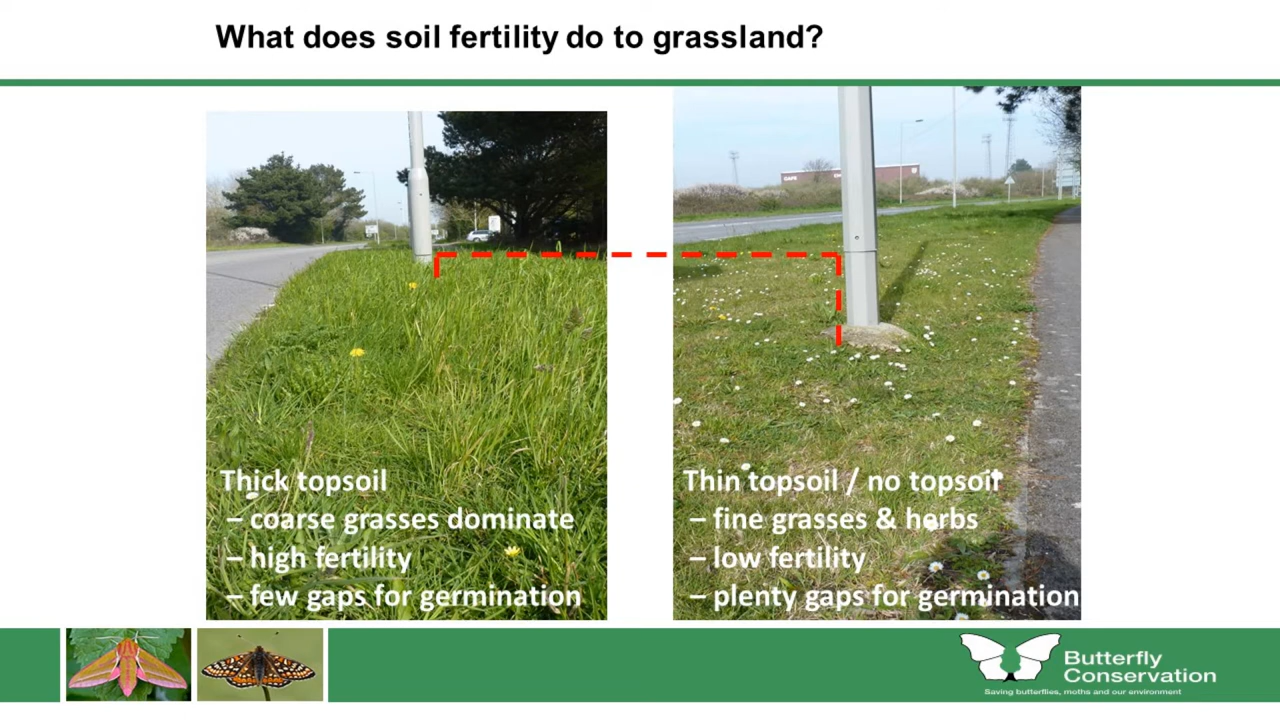 What does soil fertility do to grassland?
Thick topsoil
– coarse grasses dominate
– high fertility
– few gaps for germination
Thin topsoil / no topsoil
– fine grasses & herbs
– low fertility
– plenty gaps for germination
Butterfly
Conservation
Saving butterflies, moths and our environment